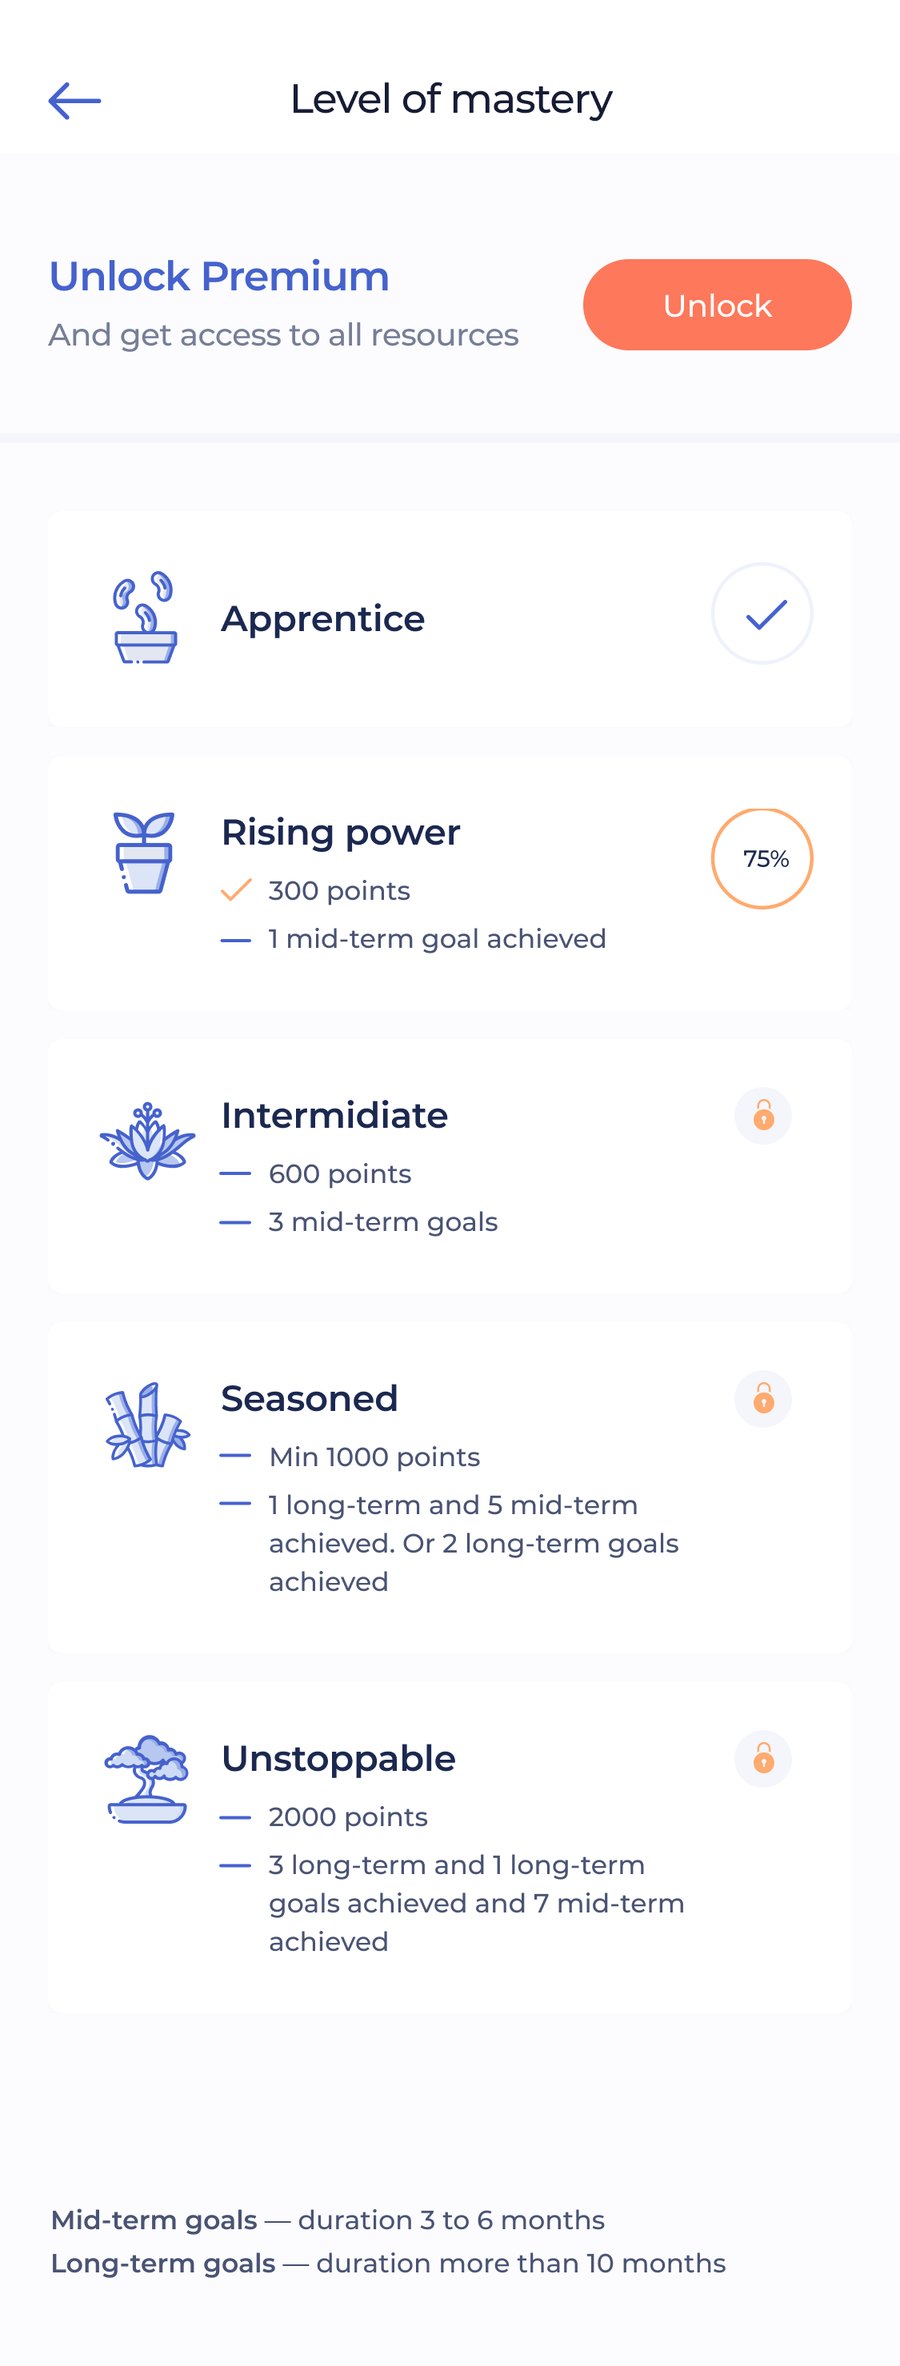 Level of mastery
Unlock Premium
And get access to all resources
Unlock
Apprentice
Rising power
300 points
1 mid-term goal achieved
75%
Intermidiate
600 points
3 mid-term goals
Seasoned
Min 1000 points
1 long-term and 5 mid-term
achieved. Or 2 long-term goals
achieved
Unstoppable
2000 points
3 long-term and 1 long-term
goals achieved and 7 mid-term
achieved
Mid-term goals — duration 3 to 6 months
Long-term goals — duration more than 10 months